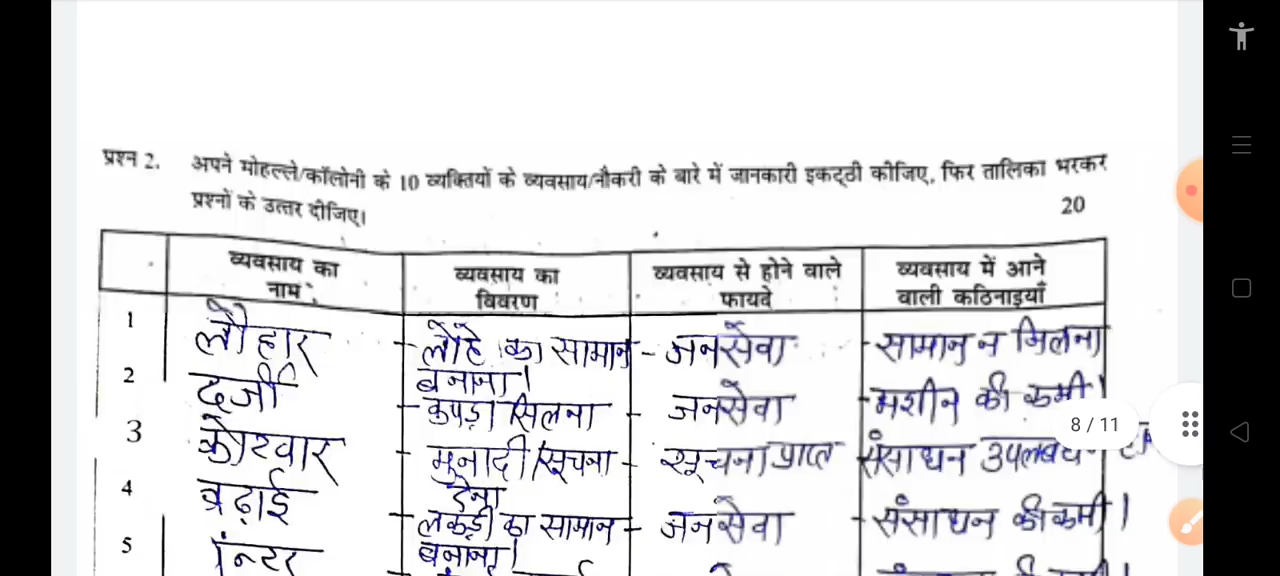 प्रश्न 2. अपने मोहल्ले/कॉलोनी के 10 व्यक्तियों के व्यवसाय/नौकरी के बारे में जानकारी इकट्ठी कीजिए, फिर तालिका भरकर
प्रश्नों के उत्तर दीजिए। 20
व्यवसाय का नाम : व्यवसाय का विवरण व्यवसाय से होने वाले फायदे व्यवसाय में आने वाली कठिनाइयाँ
1 लौहार - लौहे का सामान बनाना। - जनसेवा - सामान न मिलना
2 दर्जी - कपड़ा सिलना - जनसेवा - मशीन की कमी।
3 कोटवार - मुनादी/सूचना देना - सूचना प्राप्त संसाधन
4 बढ़ाई - लकड़ी का सामान बनाना। - जनसेवा - संसाधन की कमी।
5
8 / 11